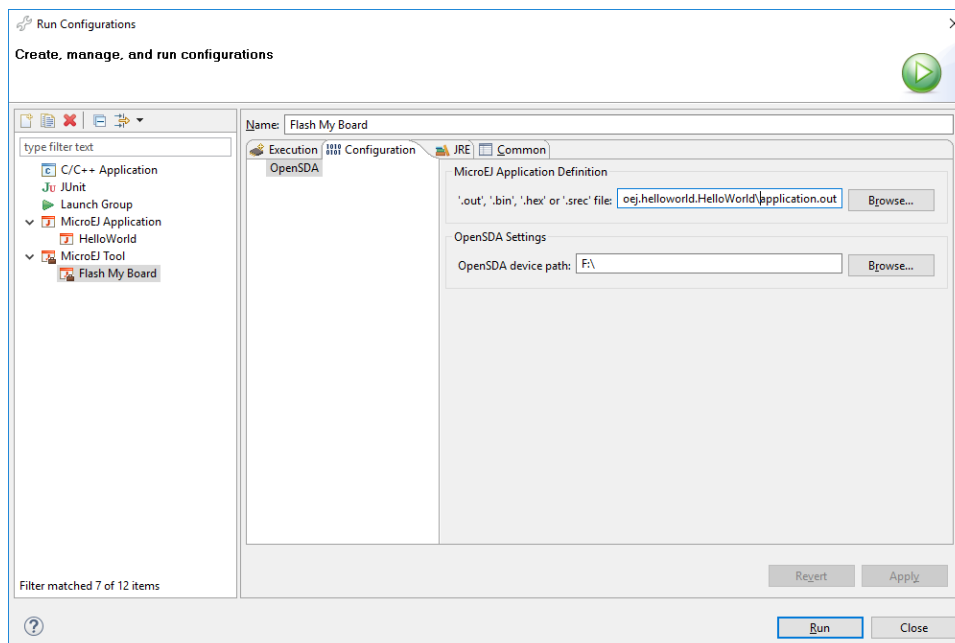 Run Configurations
Create, manage, and run configurations
type filter text
C/C++ Application
JUnit
Launch Group
MicroEJ Application
HelloWorld
MicroEJ Tool
Flash My Board
Filter matched 7 of 12 items
Name: Flash My Board
Execution Configuration JRE Common
OpenSDA
MicroEJ Application Definition
'.out', '.bin', '.hex' or '.srec' file: oej.helloworld.HelloWorld\application.out Browse...
OpenSDA Settings
OpenSDA device path: F:\ Browse...
Revert Apply
Run Close